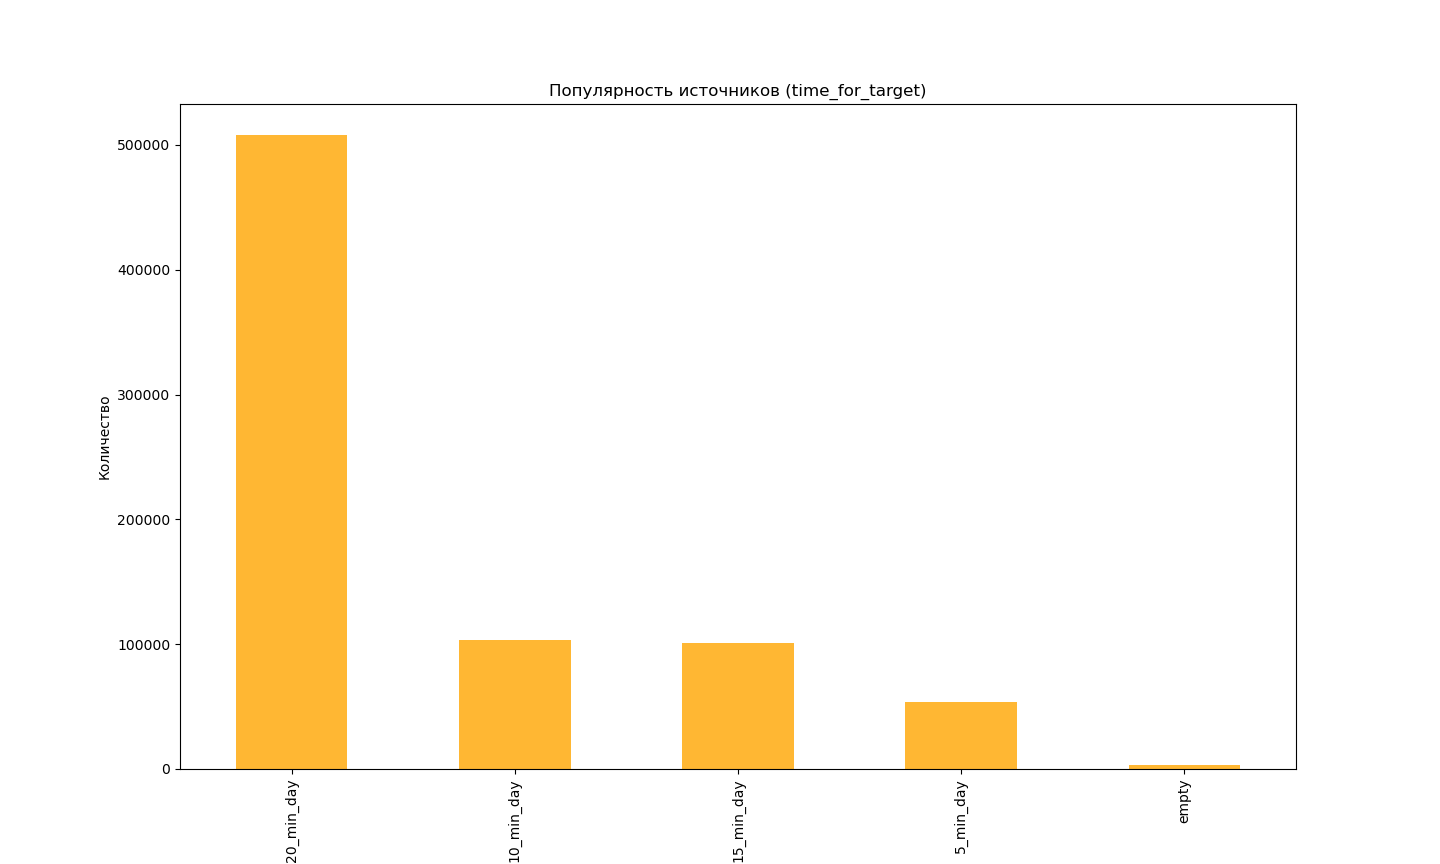 Популярность источников (time_for_target)
Количество
500000
400000
300000
200000
100000
0
20_min_day
10_min_day
15_min_day
5_min_day
empty